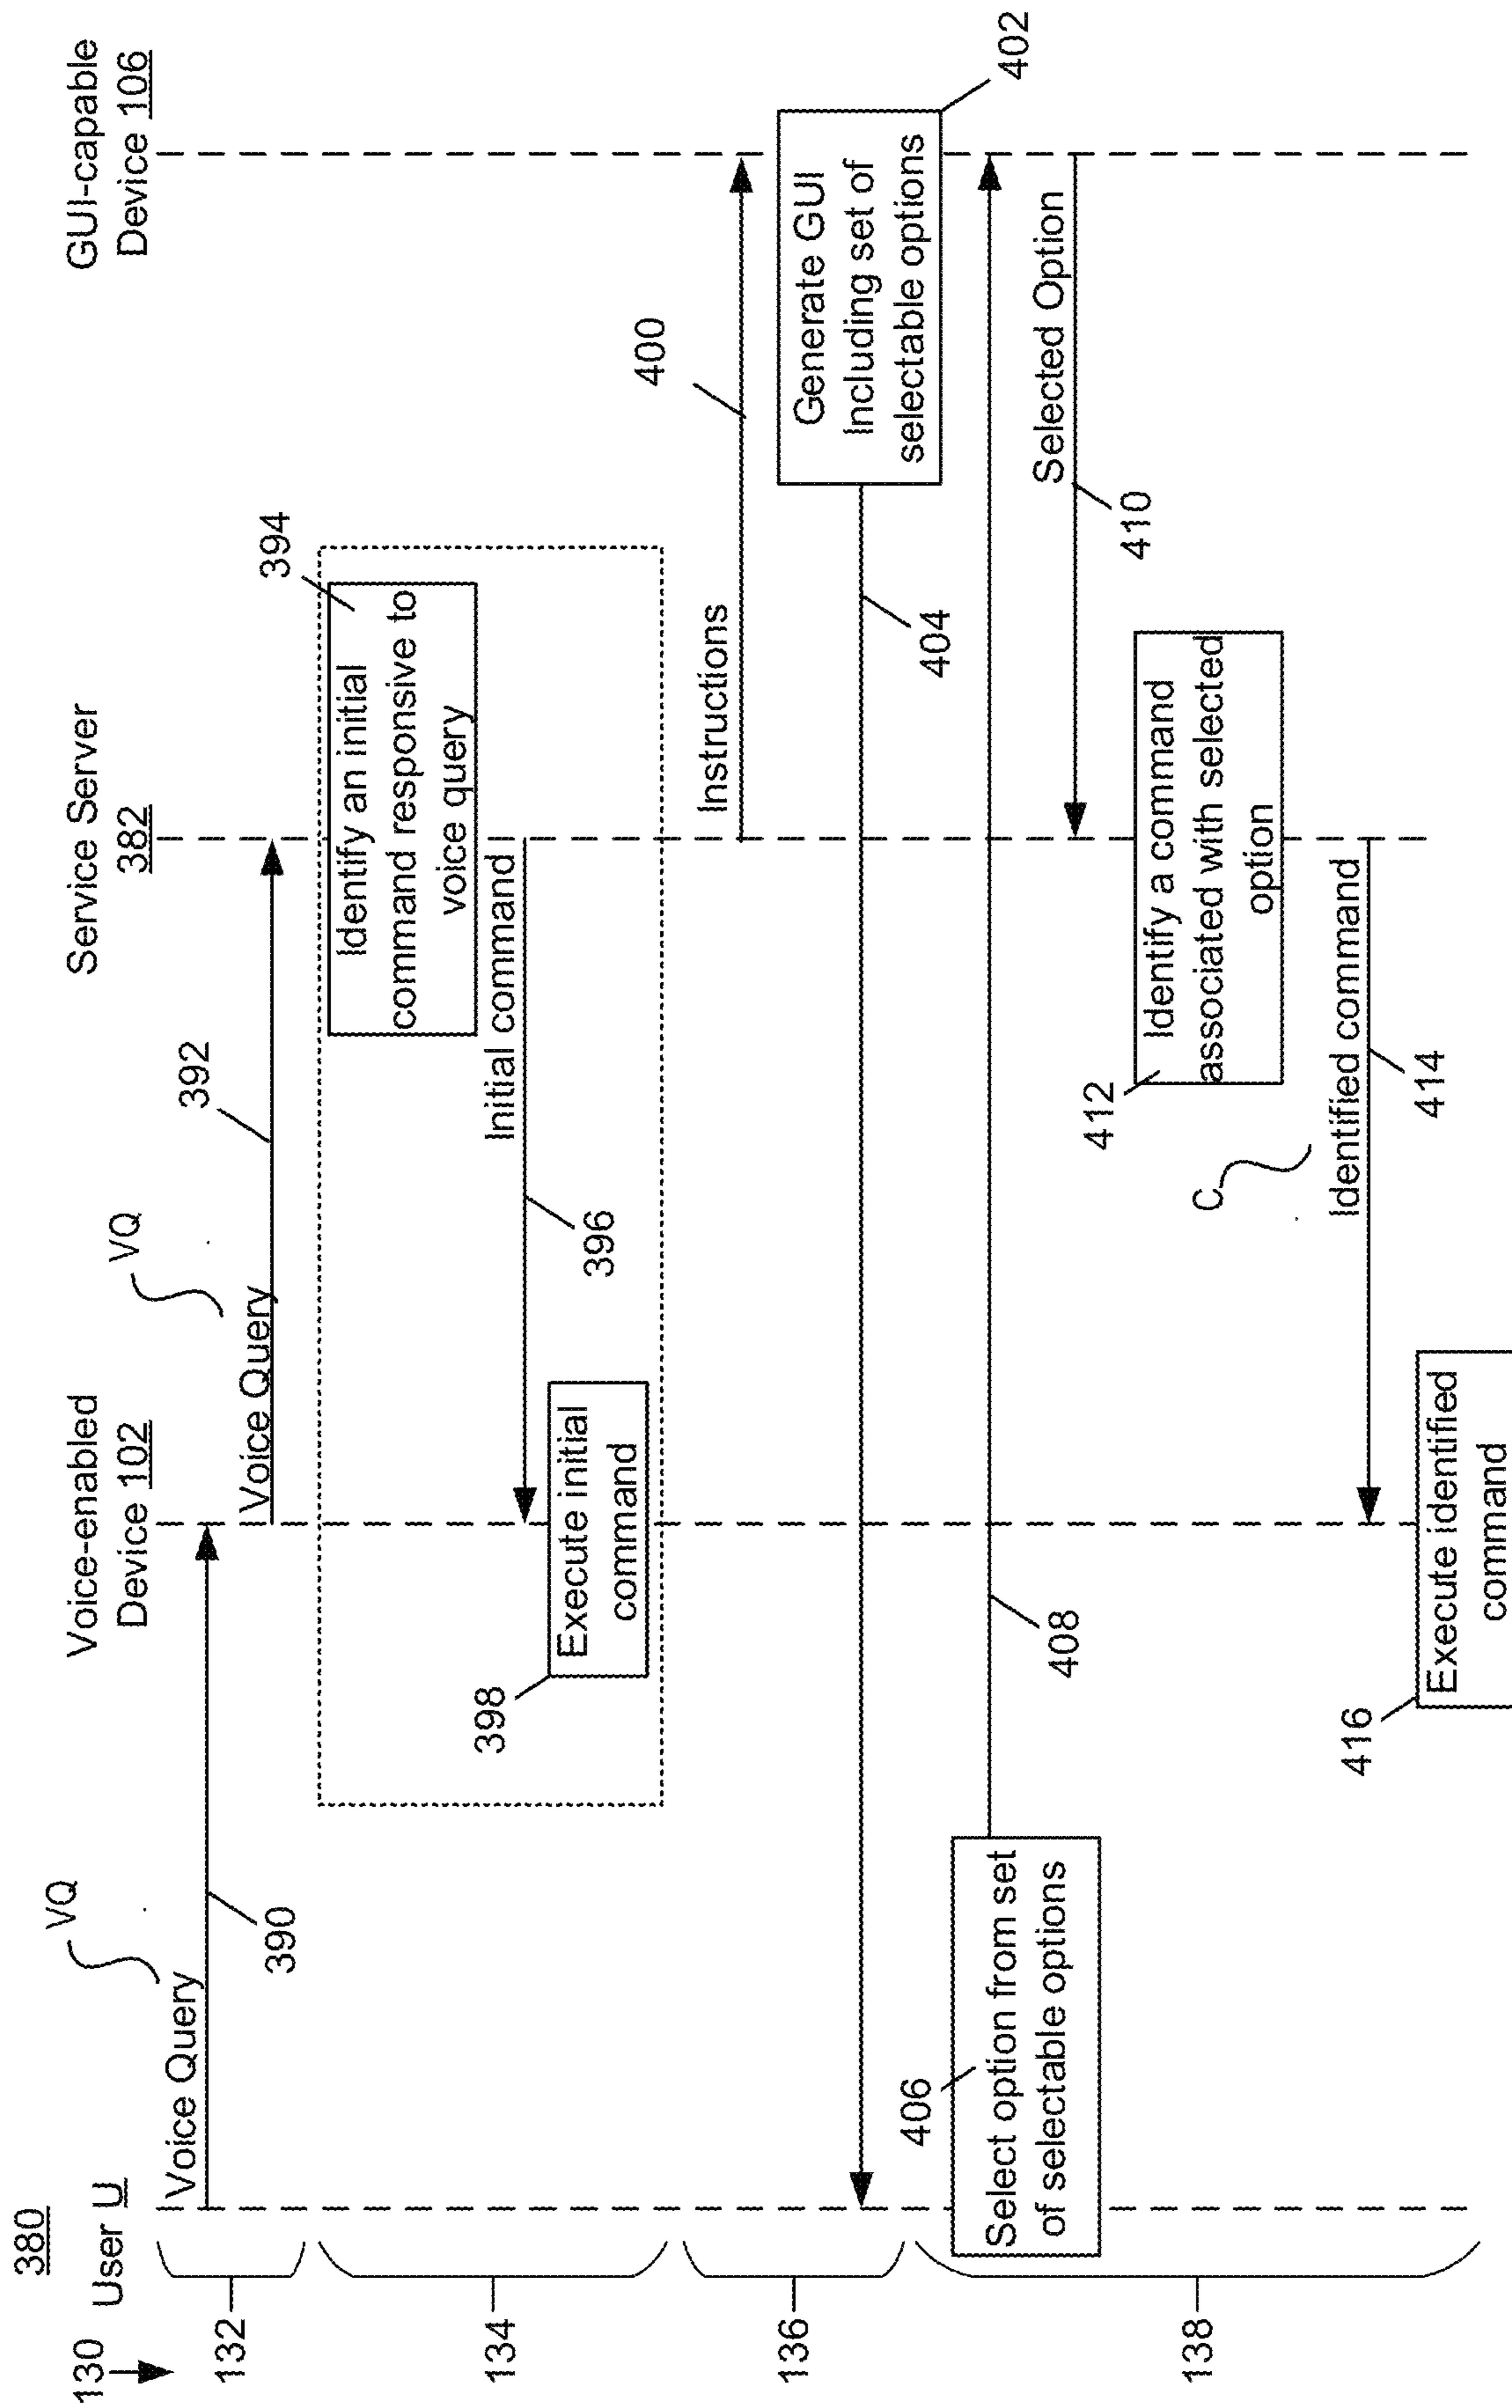 380
130
User U
Voice-enabled
Device 102
Service Server
382
GUI-capable
Device 106
132
VQ
Voice Query
390
VQ
Voice Query
392
134
394
Identify an initial
command responsive to
voice query
Initial command
396
398
Execute initial
command
136
Instructions
400
Generate GUI
Including set of
selectable options
402
404
138
406
Select option from set
of selectable options
408
Selected Option
410
412
Identify a command
associated with selected
option
C
Identified command
414
416
Execute identified
command